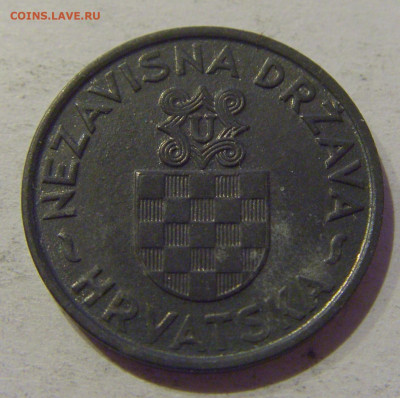 COINS.LAVE.RU
NEZAVISNA DRŽAVA
U
~ HRVATSKA ~